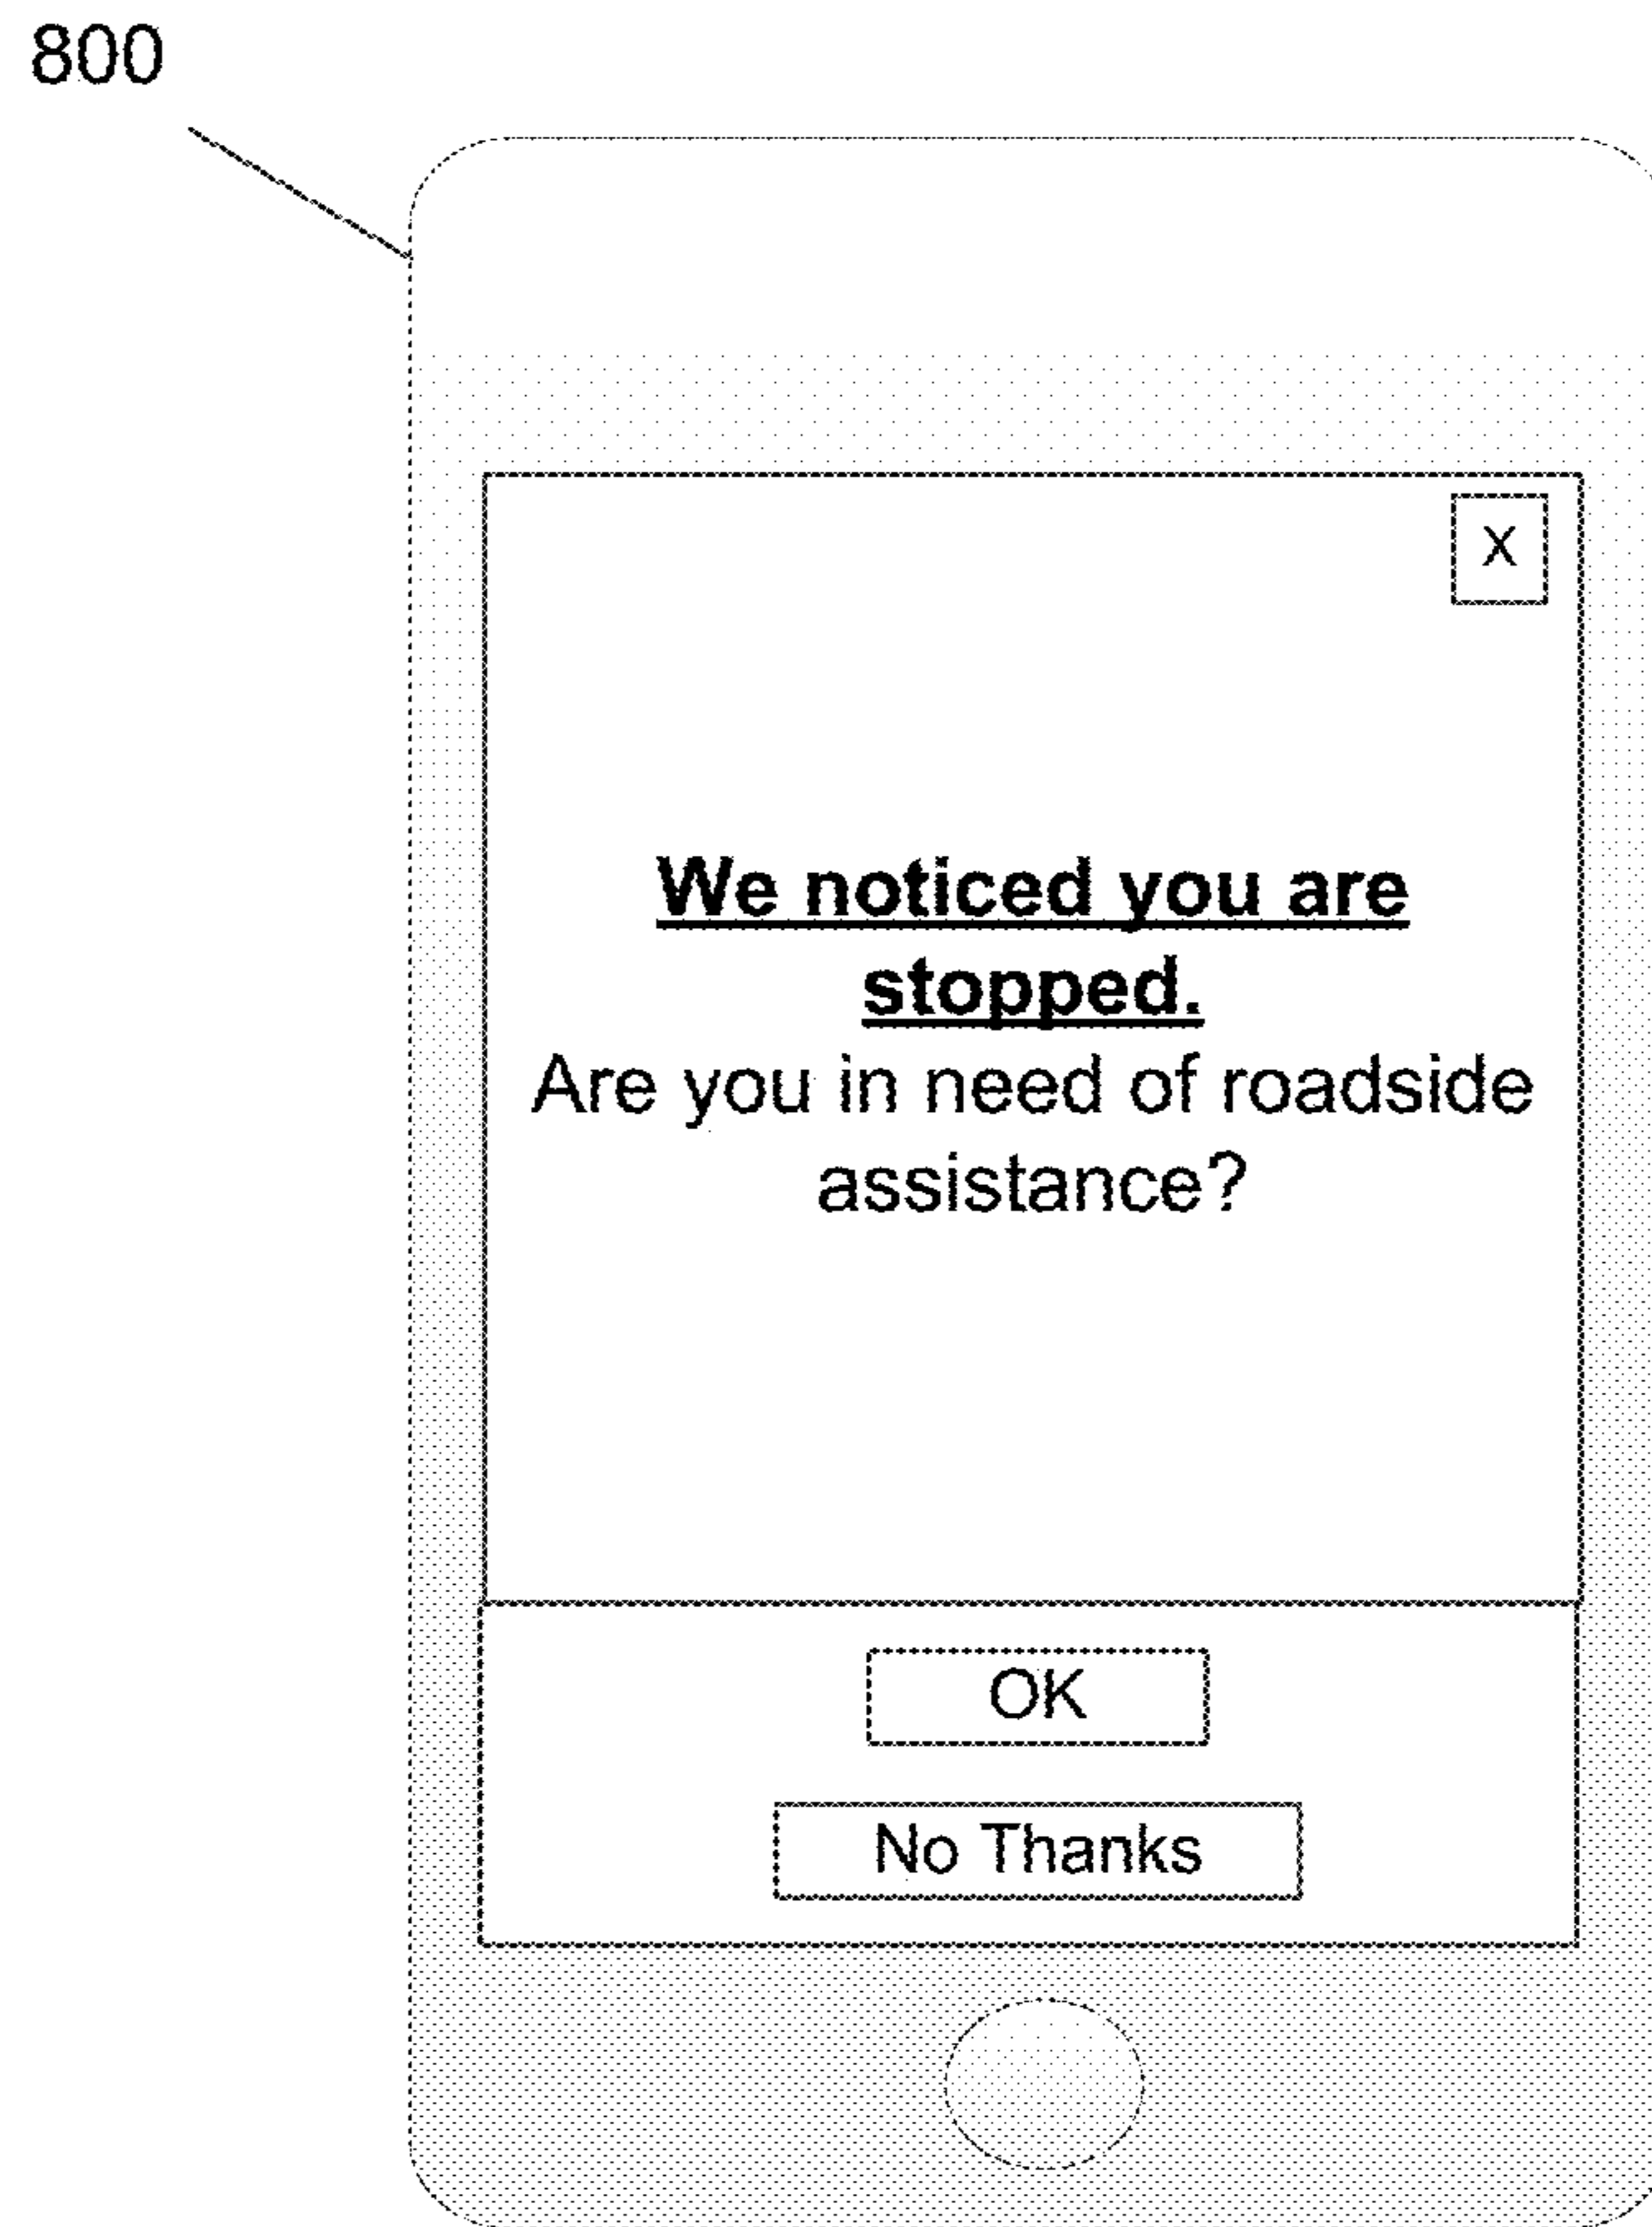 800
X
We noticed you are
stopped.
Are you in need of roadside
assistance?
OK
No Thanks